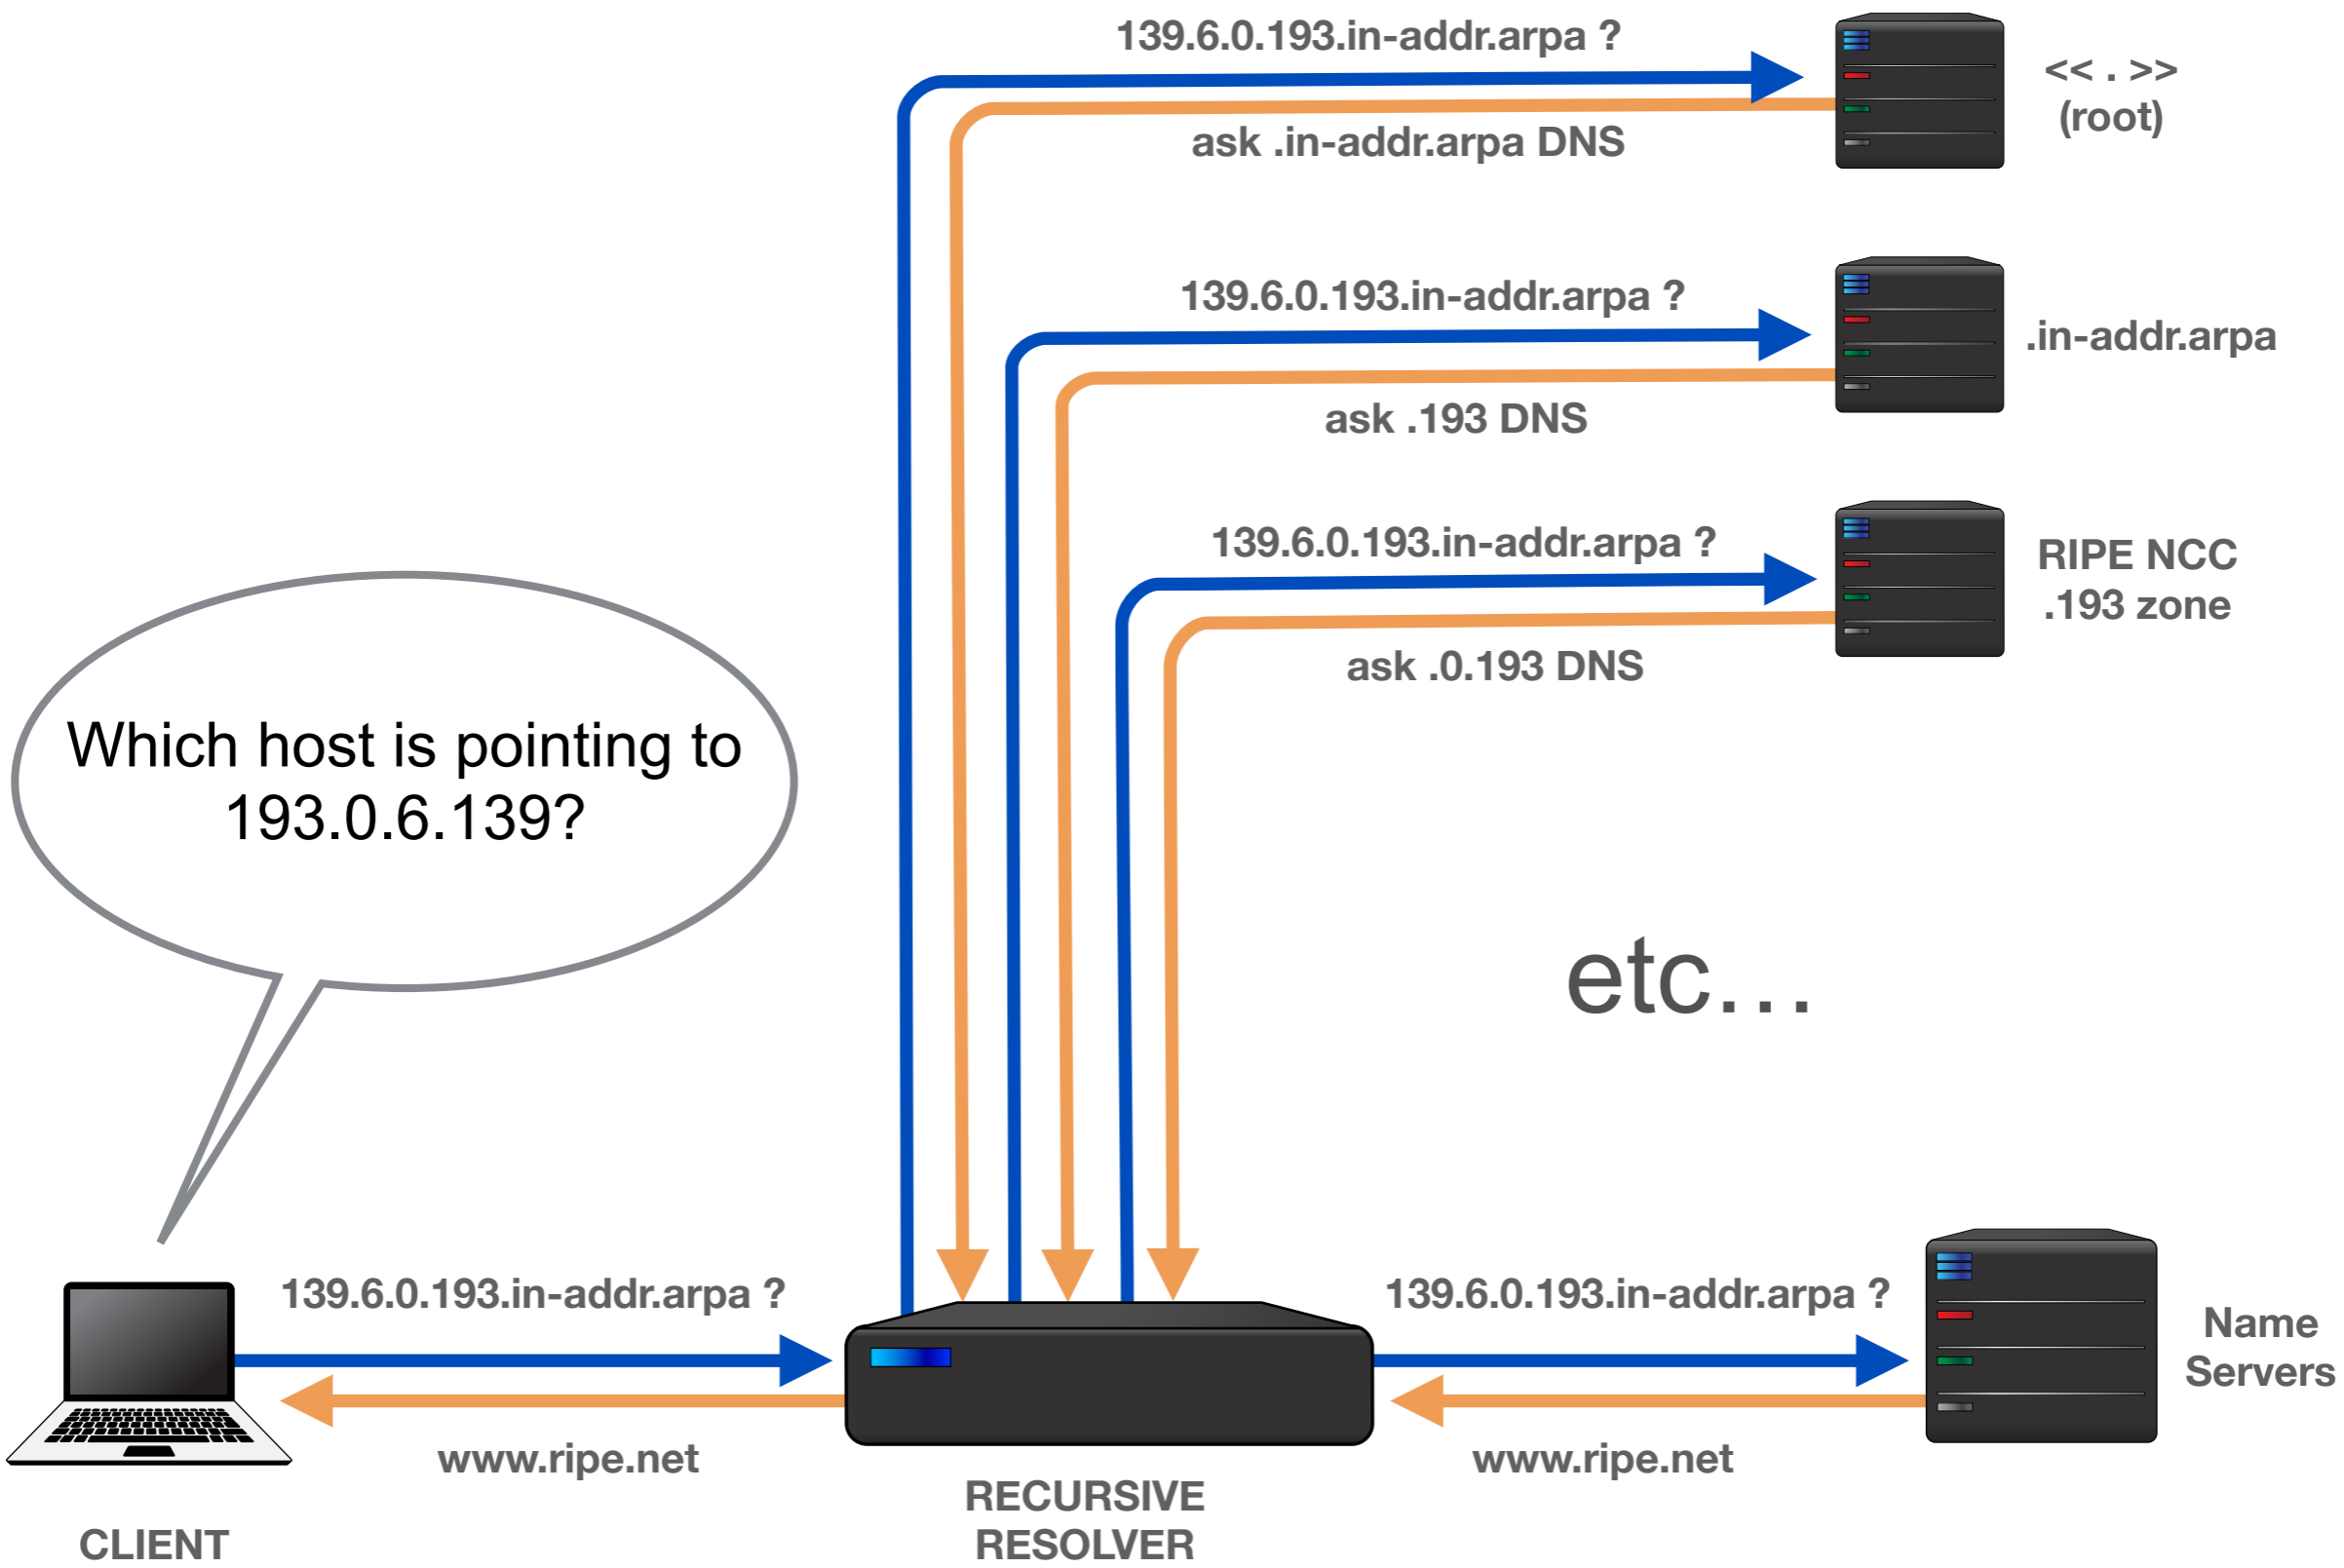 139.6.0.193.in-addr.arpa ?
<< . >>
(root)
ask .in-addr.arpa DNS
139.6.0.193.in-addr.arpa ?
.in-addr.arpa
ask .193 DNS
139.6.0.193.in-addr.arpa ?
RIPE NCC
.193 zone
ask .0.193 DNS
Which host is pointing to
193.0.6.139?
etc...
139.6.0.193.in-addr.arpa ?
139.6.0.193.in-addr.arpa ?
Name
Servers
www.ripe.net
www.ripe.net
RECURSIVE
RESOLVER
CLIENT